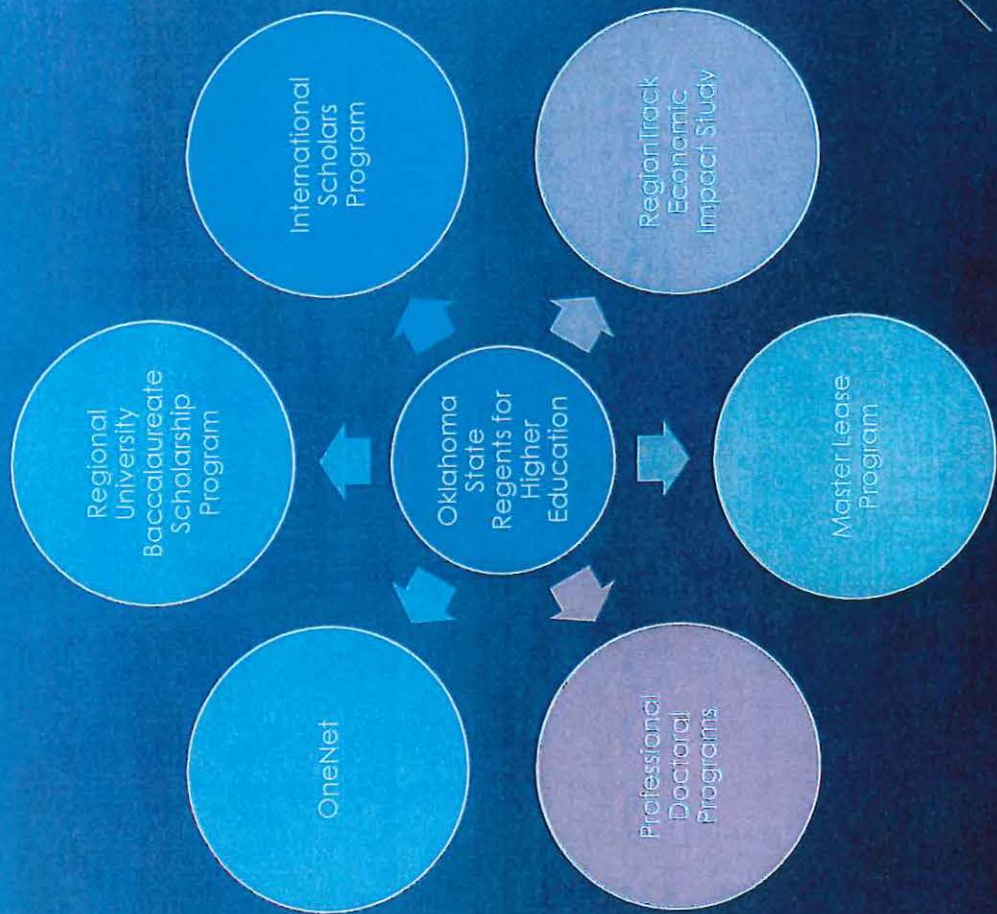 Regional
University
Baccalaureate
Scholarship
Program
OneNet
International
Scholars
Program
Oklahoma
State
Regents for
Higher
Education
Professional
Doctoral
Programs
RegionTrack
Economic
Impact Study
Master Lease
Program